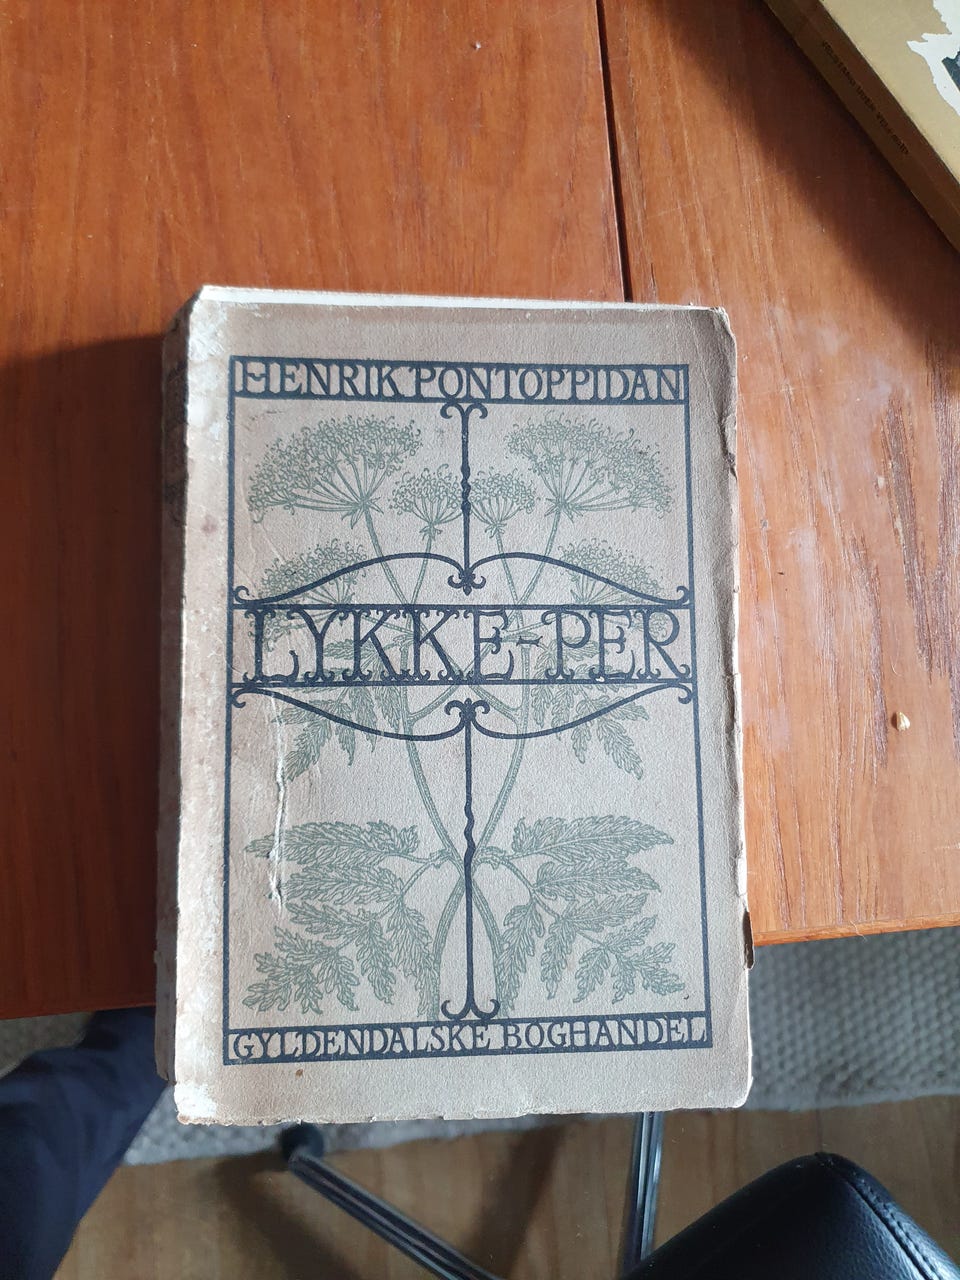 HENRIK PONTOPPIDAN
LYKKE-PER
GYLDENDALSKE BOGHANDEL